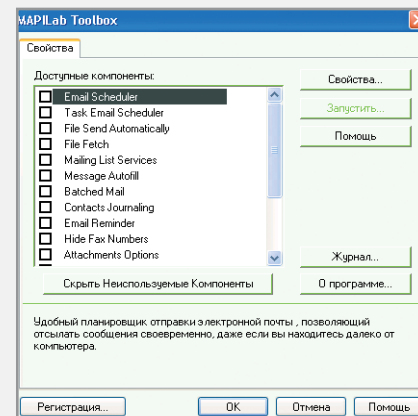 MAPILab Toolbox
Свойства
Доступные компоненты:
Свойства...
Email Scheduler
Task Email Scheduler
Запустить...
File Send Automatically
File Fetch
Помощь
Mailing List Services
Message Autofill
Batched Mail
Contacts Journaling
Email Reminder
Hide Fax Numbers
Attachments Options
Журнал...
Скрыть Неиспользуемые Компоненты
О программе...
Удобный планировщик отправки электронной почты , позволяющий
отсылать сообщения своевременно, даже если вы находитесь далеко от
компьютера.
Регистрация...
OK
Отмена
Помощь